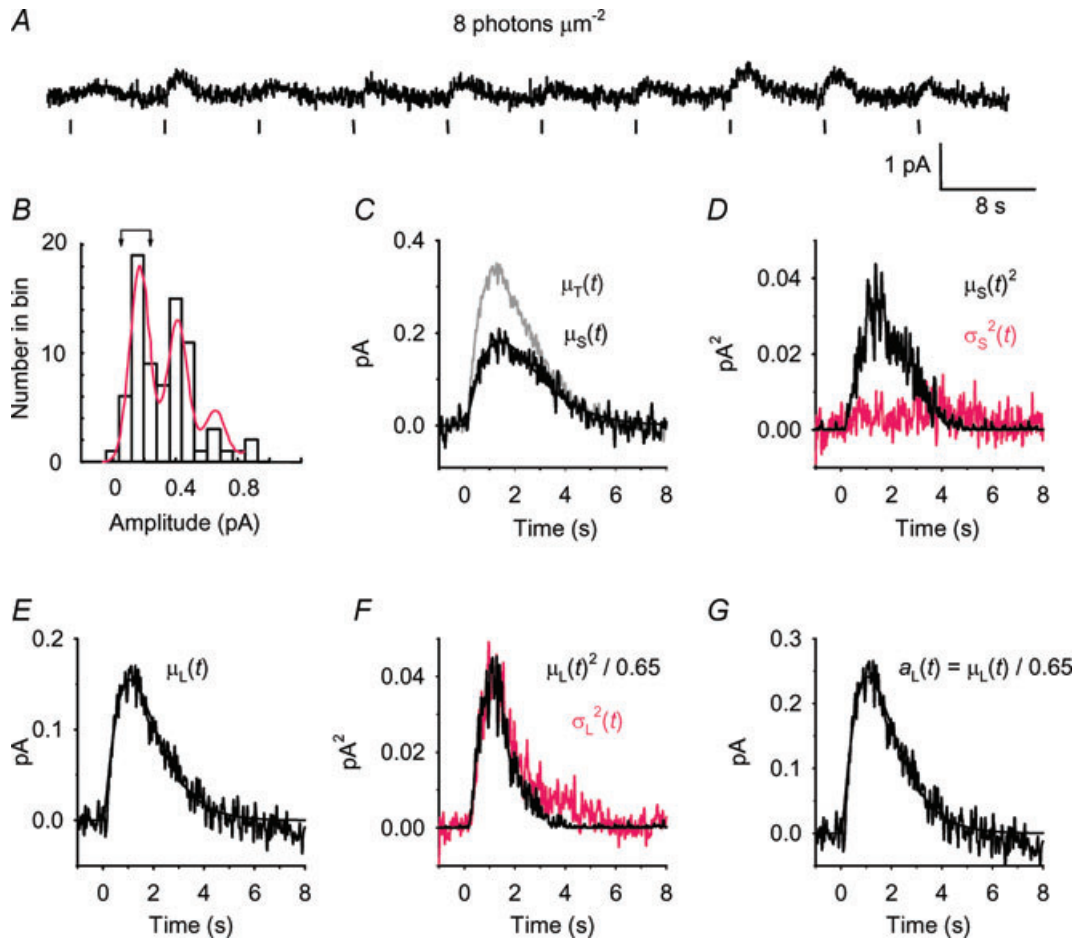 A
8 photons μm⁻²
1 pA
8 s
B
20
10
0
Number in bin
0 0.4 0.8
Amplitude (pA)
C
0.4
0.2
0.0
pA
μT(t)
μS(t)
0 2 4 6 8
Time (s)
D
0.04
0.02
0.00
pA²
μS(t)²
σS²(t)
0 2 4 6 8
Time (s)
E
0.2
0.1
0.0
pA
μL(t)
0 2 4 6 8
Time (s)
F
0.04
0.02
0.00
pA²
μL(t)² / 0.65
σL²(t)
0 2 4 6 8
Time (s)
G
0.3
0.2
0.1
0.0
pA
aL(t) = μL(t) / 0.65
0 2 4 6 8
Time (s)